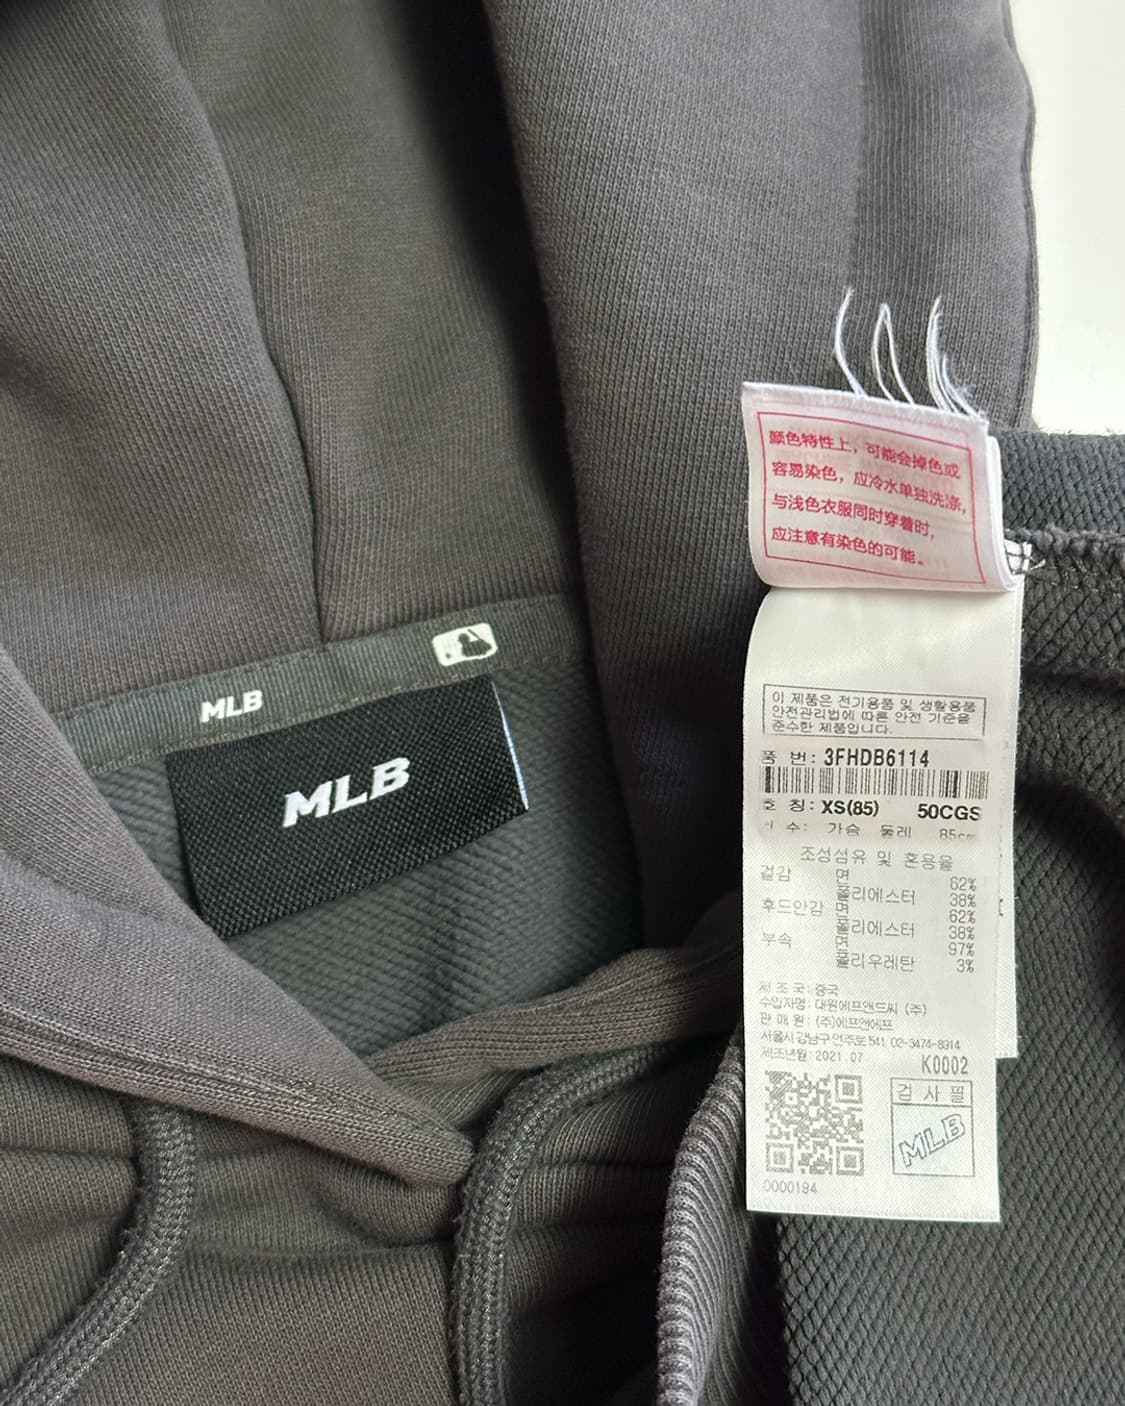 颜色特性上，可能会掉色或
容易染色，应冷水单独洗涤，
与浅色衣服同时穿着时，
应注意有染色的可能。
이 제품은 전기용품 및 생활용품
안전관리법에 따른 안전 기준을
준수한 제품입니다.
품 번: 3FHDB6114
호 칭: XS(85) 50CGS
수: 가슴 둘레 85cm
조성섬유 및 혼용율
겉감 면 62%
폴리에스터 38%
후드안감 면 62%
폴리에스터 38%
부속 면 97%
폴리우레탄 3%
제 조 국: 중국
수입자명: 대원에프앤드씨 (주)
판 매 원: (주)에프앤에프
서울시 강남구 언주로 541 02-3474-8914
제조년월: 2021.07
K0002
검 사 필
MLB
0000194
MLB
MLB